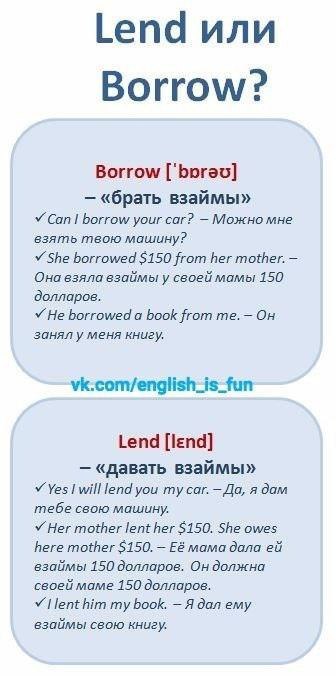 Lend или
Borrow?
Borrow [ˈbɒrəʊ]
– «брать взаймы»
✓Can I borrow your car? – Можно мне
взять твою машину?
✓She borrowed $150 from her mother. –
Она взяла взаймы у своей мамы 150
долларов.
✓He borrowed a book from me. – Он
занял у меня книгу.
vk.com/english_is_fun
Lend [lɛnd]
– «давать взаймы»
✓Yes I will lend you my car. – Да, я дам
тебе свою машину.
✓Her mother lent her $150. She owes
here mother $150. – Её мама дала ей
взаймы 150 долларов. Он должна
своей маме 150 долларов.
✓I lent him my book. – Я дал ему
взаймы свою книгу.